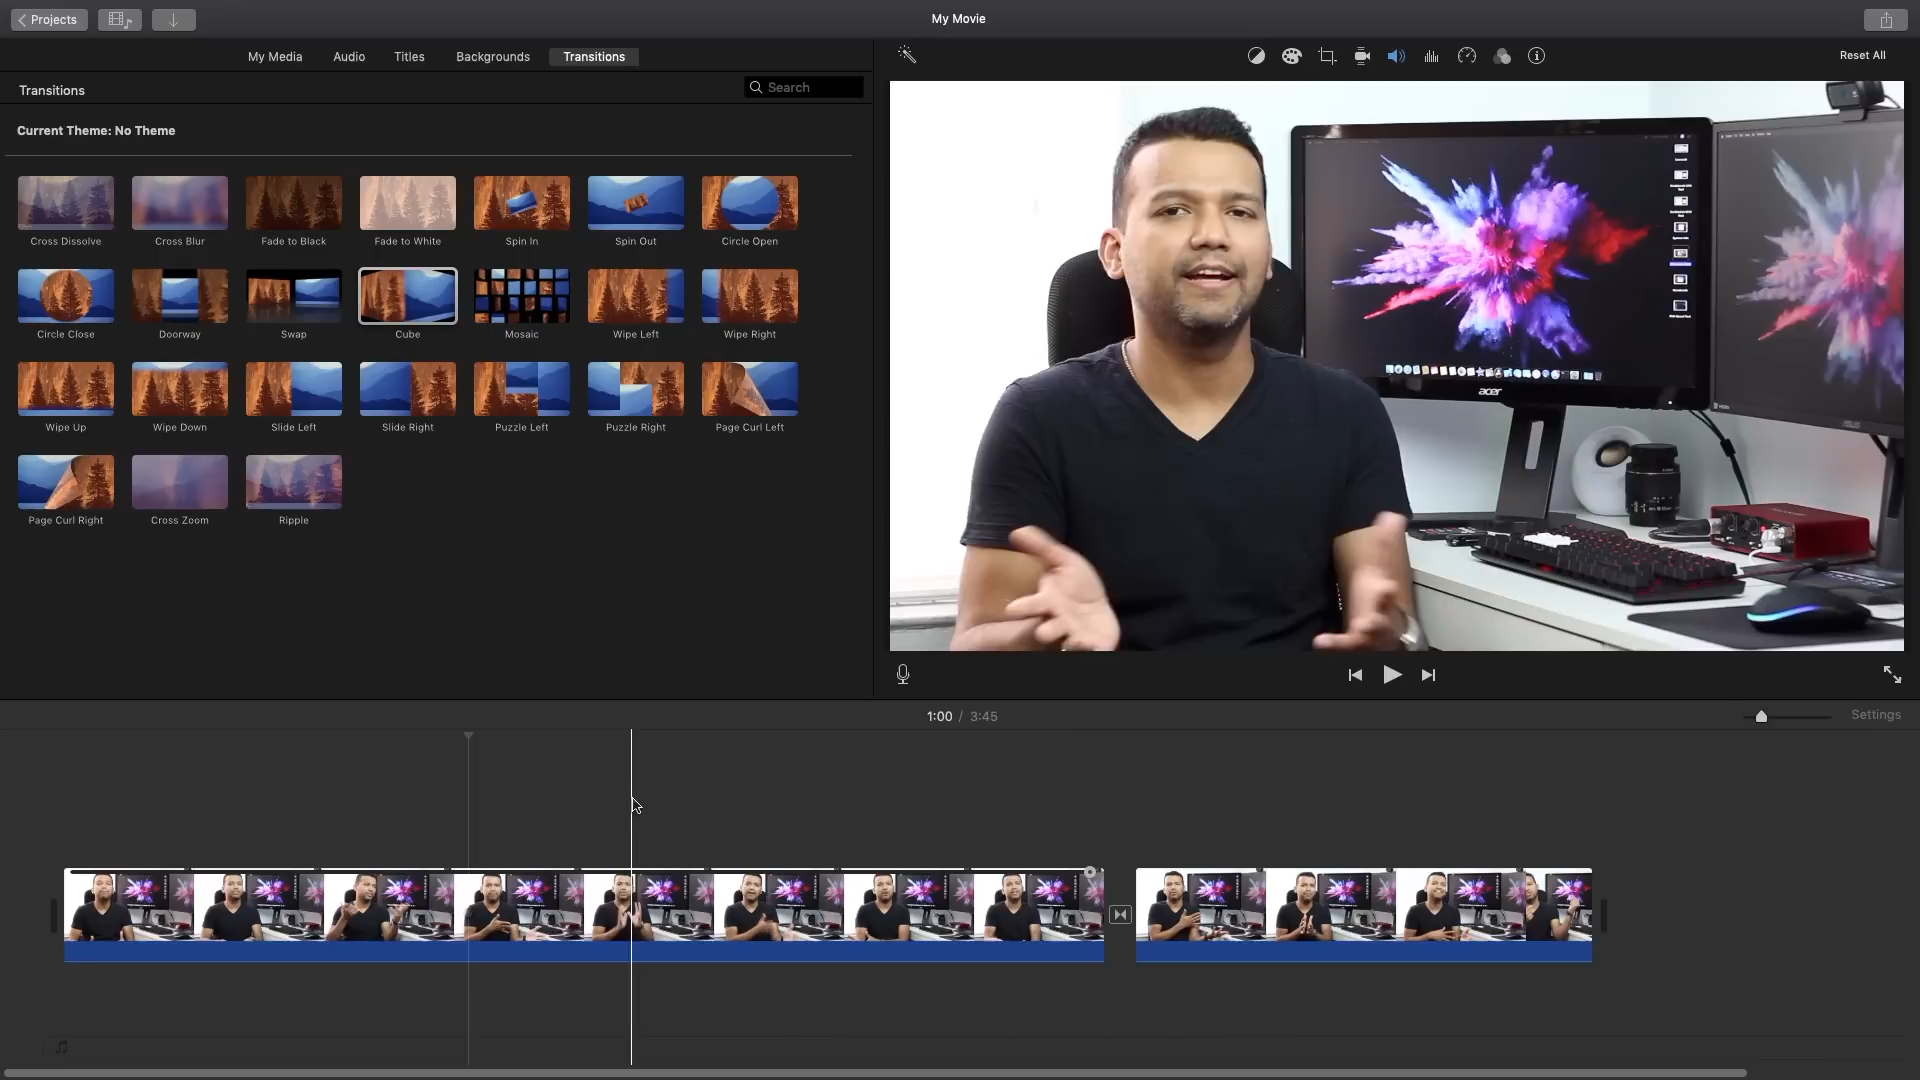 Projects
My Movie
My Media
Audio
Titles
Backgrounds
Transitions
Reset All
Transitions
Search
Current Theme: No Theme
Cross Dissolve
Cross Blur
Fade to Black
Fade to White
Spin In
Spin Out
Circle Open
Circle Close
Doorway
Swap
Cube
Mosaic
Wipe Left
Wipe Right
Wipe Up
Wipe Down
Slide Left
Slide Right
Puzzle Left
Puzzle Right
Page Curl Left
Page Curl Right
Cross Zoom
Ripple
acer
1:00 / 3:45
Settings